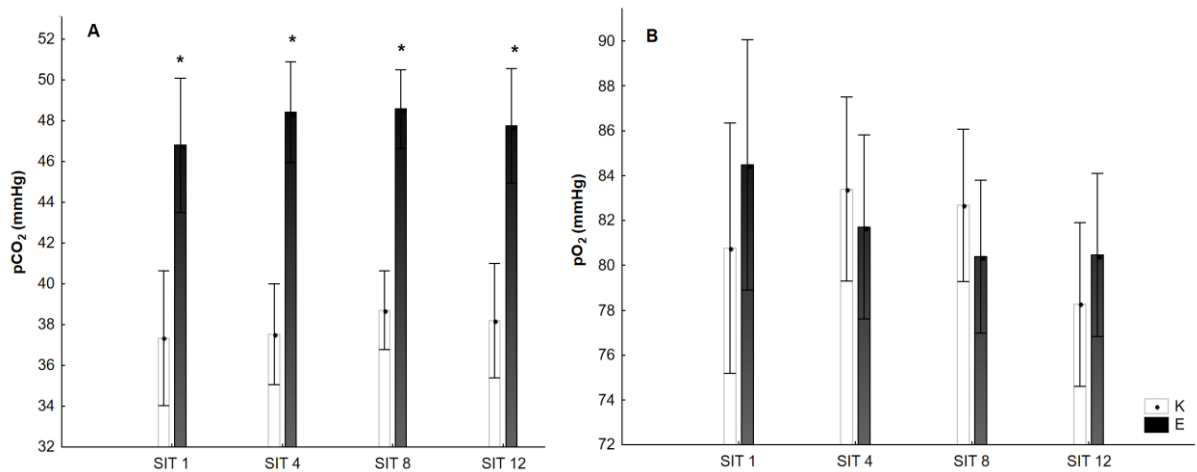 A
pCO₂ (mmHg)
52
50
48
46
44
42
40
38
36
34
32
*
*
*
*
SIT 1
SIT 4
SIT 8
SIT 12
B
pO₂ (mmHg)
90
88
86
84
82
80
78
76
74
72
SIT 1
SIT 4
SIT 8
SIT 12
K
E